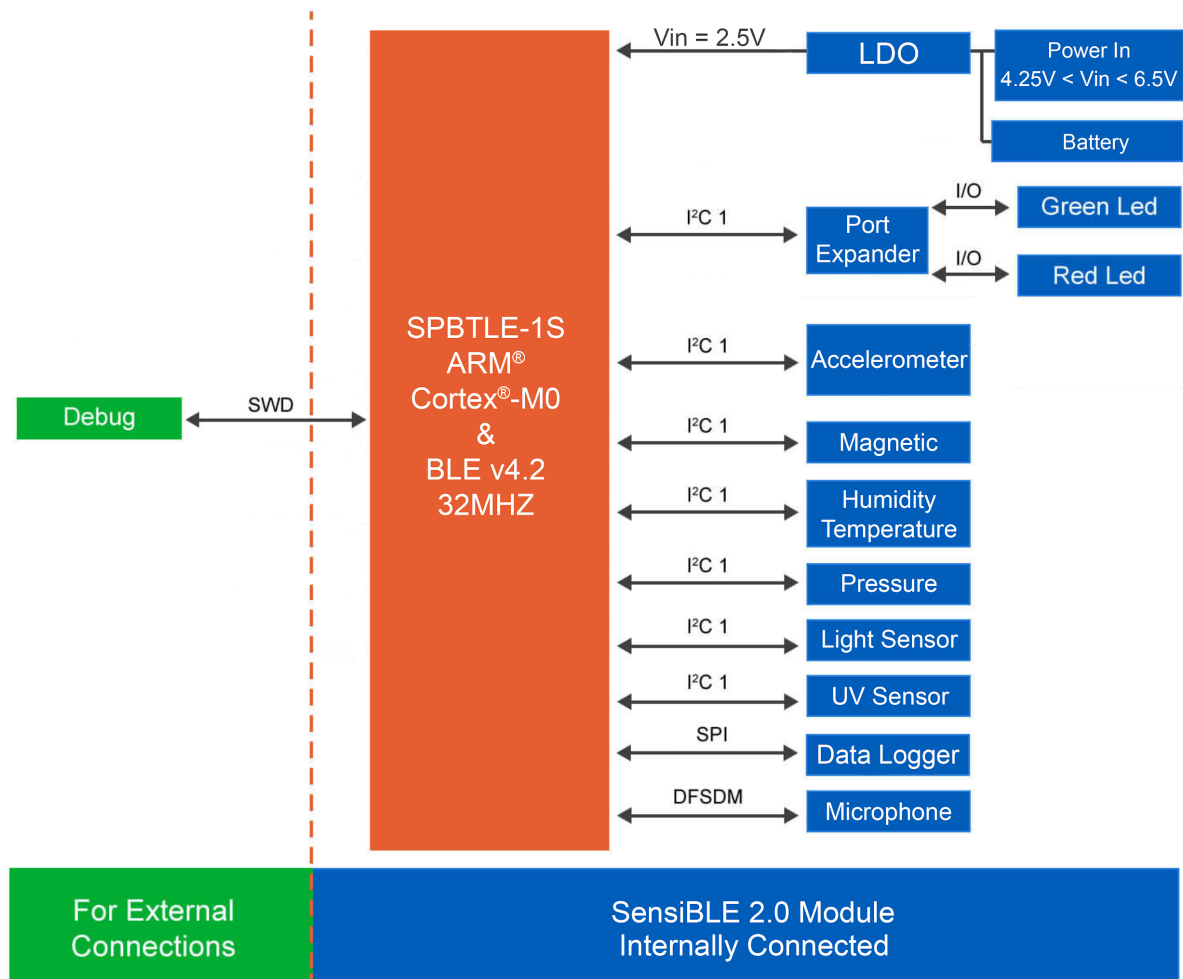 Vin = 2.5V
LDO
Power In
4.25V < Vin < 6.5V
Battery
I²C 1
Port
Expander
I/O
Green Led
I/O
Red Led
SPBTLE-1S
ARM®
Cortex®-M0
&
BLE v4.2
32MHZ
I²C 1
Accelerometer
Debug
SWD
I²C 1
Magnetic
I²C 1
Humidity
Temperature
I²C 1
Pressure
I²C 1
Light Sensor
I²C 1
UV Sensor
SPI
Data Logger
DFSDM
Microphone
For External
Connections
SensiBLE 2.0 Module
Internally Connected